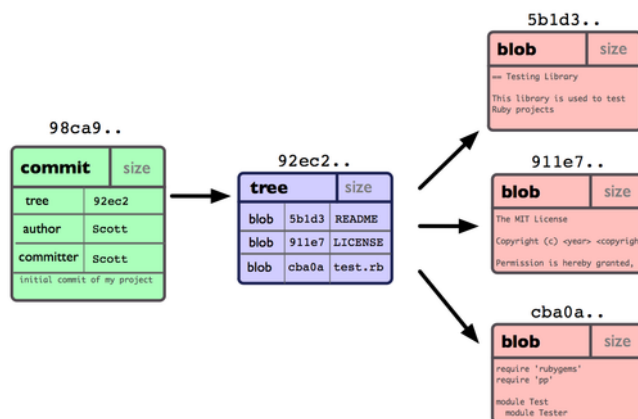 98ca9..
commit size
tree 92ec2
author Scott
committer Scott
initial commit of my project
92ec2..
tree size
blob 5b1d3 README
blob 911e7 LICENSE
blob cba0a test.rb
5b1d3..
blob size
== Testing Library
This library is used to test
Ruby projects
911e7..
blob size
The MIT License
Copyright (c) <year> <copyrigh
Permission is hereby granted,
cba0a..
blob size
require 'rubygems'
require 'pp'
module Test
module Tester